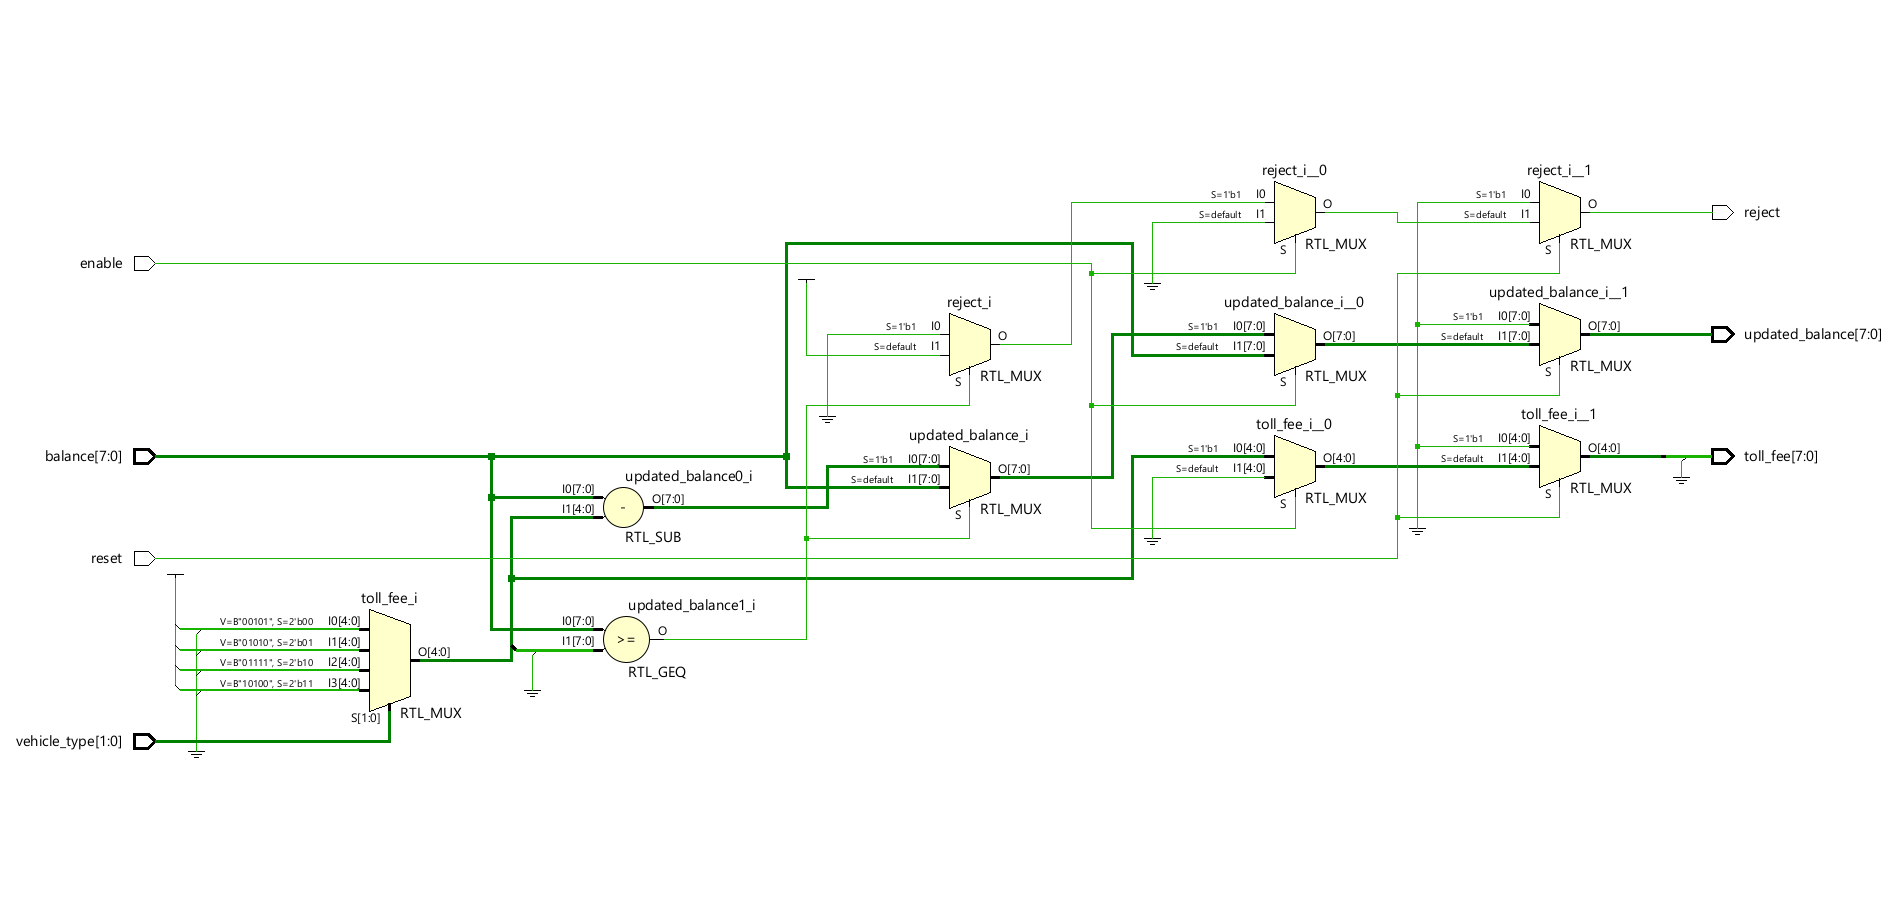 reject_i__0
reject_i__1
S=1'b1 I0
S=default I1
O
S
RTL_MUX
S=1'b1 I0
S=default I1
O
S
RTL_MUX
reject
enable
reject_i
S=1'b1 I0
S=default I1
O
S
RTL_MUX
updated_balance_i__0
S=1'b1 I0[7:0]
S=default I1[7:0]
O[7:0]
S
RTL_MUX
updated_balance_i__1
S=1'b1 I0[7:0]
S=default I1[7:0]
O[7:0]
S
RTL_MUX
updated_balance[7:0]
balance[7:0]
updated_balance0_i
I0[7:0]
I1[4:0]
-
O[7:0]
RTL_SUB
updated_balance_i
S=1'b1 I0[7:0]
S=default I1[7:0]
O[7:0]
S
RTL_MUX
toll_fee_i__0
S=1'b1 I0[4:0]
S=default I1[4:0]
O[4:0]
S
RTL_MUX
toll_fee_i__1
S=1'b1 I0[4:0]
S=default I1[4:0]
O[4:0]
S
RTL_MUX
toll_fee[7:0]
reset
toll_fee_i
V=B"00101", S=2'b00 I0[4:0]
V=B"01010", S=2'b01 I1[4:0]
V=B"01111", S=2'b10 I2[4:0]
V=B"10100", S=2'b11 I3[4:0]
O[4:0]
S[1:0]
RTL_MUX
updated_balance1_i
I0[7:0]
I1[7:0]
>=
O
RTL_GEQ
vehicle_type[1:0]